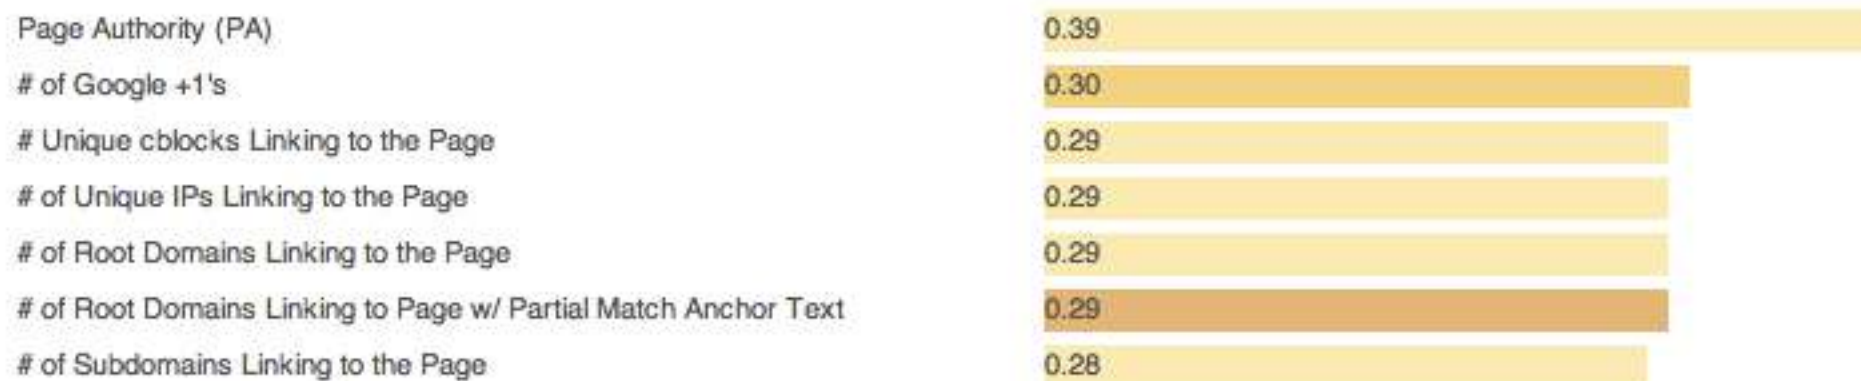 Page Authority (PA) 0.39
# of Google +1's 0.30
# Unique cblocks Linking to the Page 0.29
# of Unique IPs Linking to the Page 0.29
# of Root Domains Linking to the Page 0.29
# of Root Domains Linking to Page w/ Partial Match Anchor Text 0.29
# of Subdomains Linking to the Page 0.28